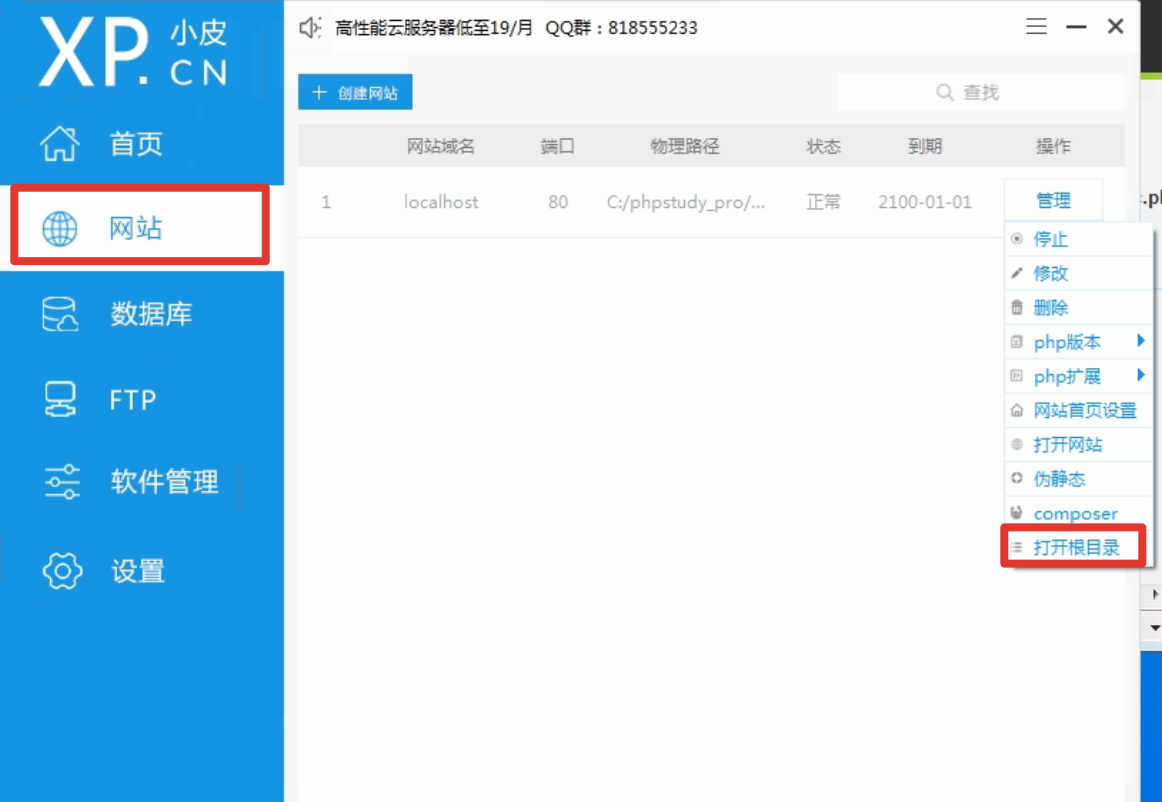 XP.CN 小皮
高性能云服务器低至19/月 QQ群：818555233
首页
网站
数据库
FTP
软件管理
设置
创建网站
查找
网站域名 端口 物理路径 状态 到期 操作
1 localhost 80 C:/phpstudy_pro/... 正常 2100-01-01 管理
停止
修改
删除
php版本
php扩展
网站首页设置
打开网站
伪静态
composer
打开根目录